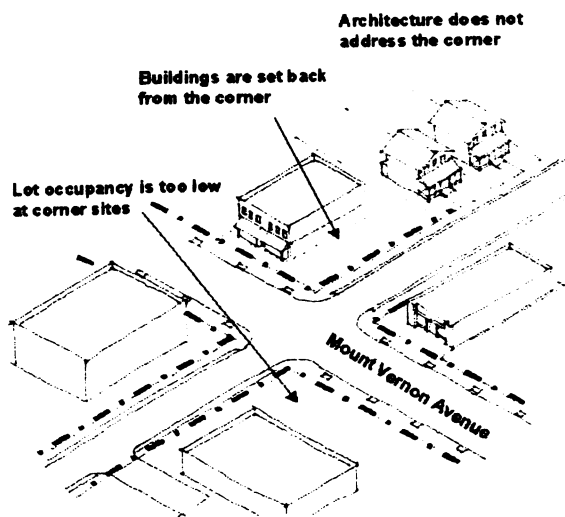 Architecture does not
address the corner
Buildings are set back
from the corner
Lot occupancy is too low
at corner sites
Mount Vernon Avenue